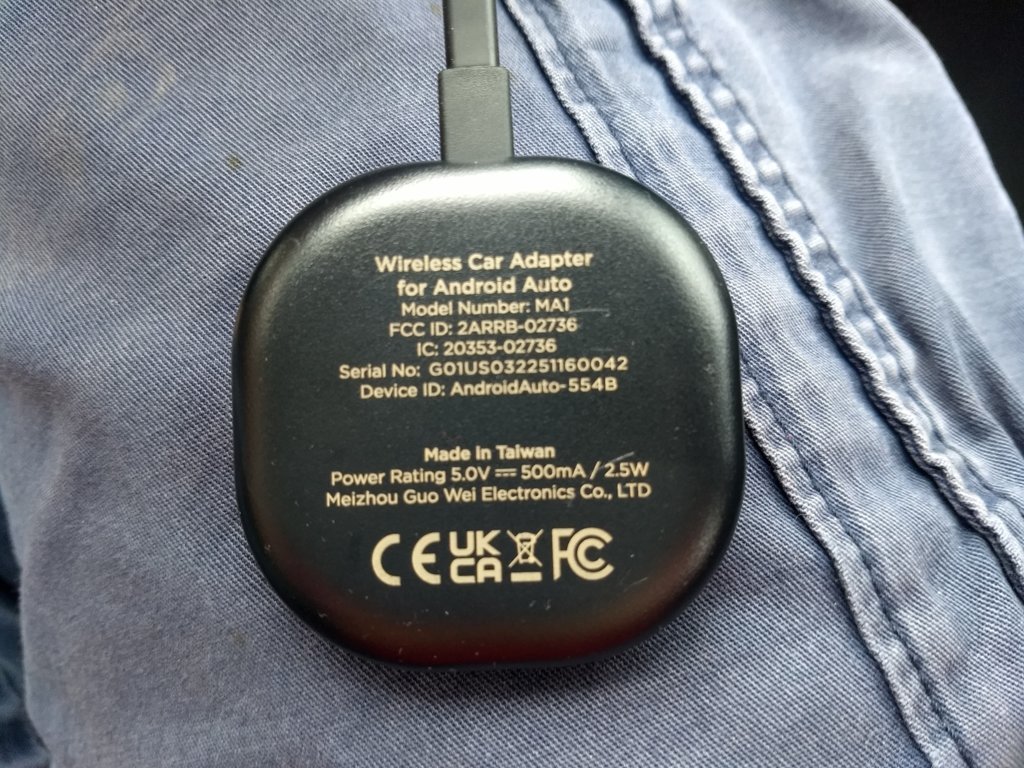 Wireless Car Adapter
for Android Auto
Model Number: MA1
FCC ID: 2ARRB-02736
IC: 20353-02736
Serial No: G01US032251160042
Device ID: AndroidAuto-554B
Made In Taiwan
Power Rating 5.0V ⎓ 500mA / 2.5W
Meizhou Guo Wei Electronics Co., LTD
CE UK CA FC